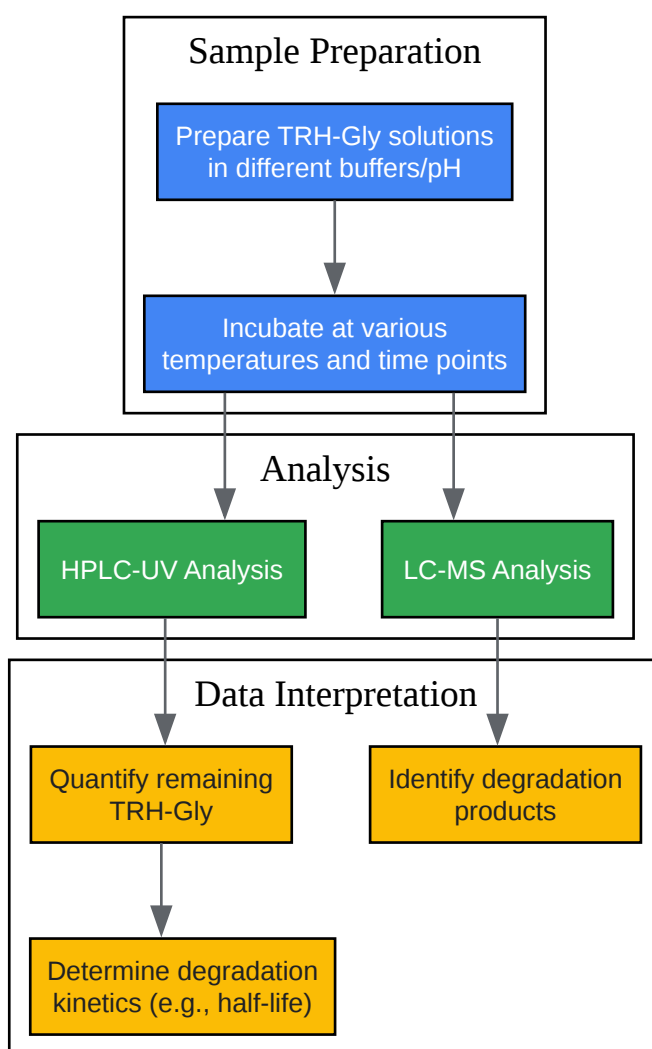 Sample Preparation
Prepare TRH-Gly solutions
in different buffers/pH
Incubate at various
temperatures and time points
Analysis
HPLC-UV Analysis
LC-MS Analysis
Data Interpretation
Quantify remaining
TRH-Gly
Identify degradation
products
Determine degradation
kinetics (e.g., half-life)